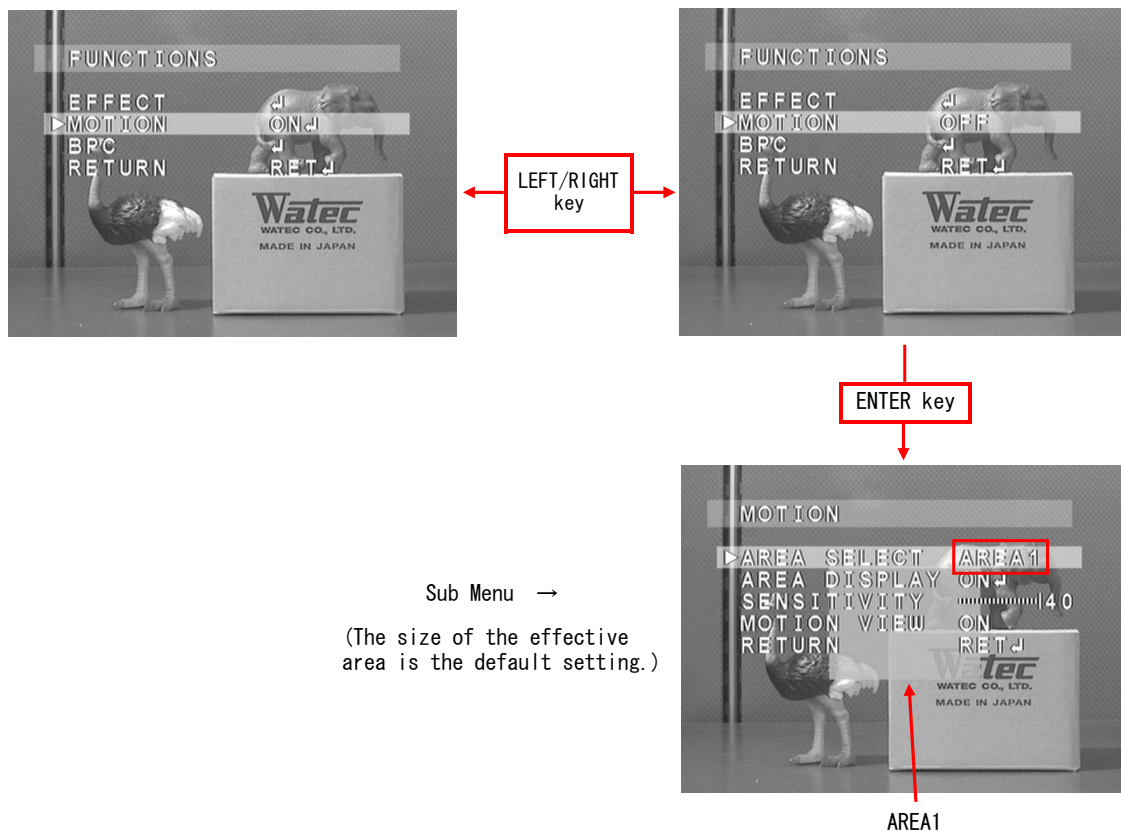 FUNCTIONS
EFFECT ↲
▷MOTION ON↲
BPC ↲
RETURN RET↲
Watec
WATEC CO., LTD.
MADE IN JAPAN
LEFT/RIGHT
key
FUNCTIONS
EFFECT ↲
▷MOTION OFF
BPC ↲
RETURN RET↲
Watec
WATEC CO., LTD.
MADE IN JAPAN
ENTER key
Sub Menu →
(The size of the effective
area is the default setting.)
MOTION
▷AREA SELECT AREA1
AREA DISPLAY ON↲
SENSITIVITY 40
MOTION VIEW ON
RETURN RET↲
Watec
WATEC CO., LTD.
MADE IN JAPAN
AREA1